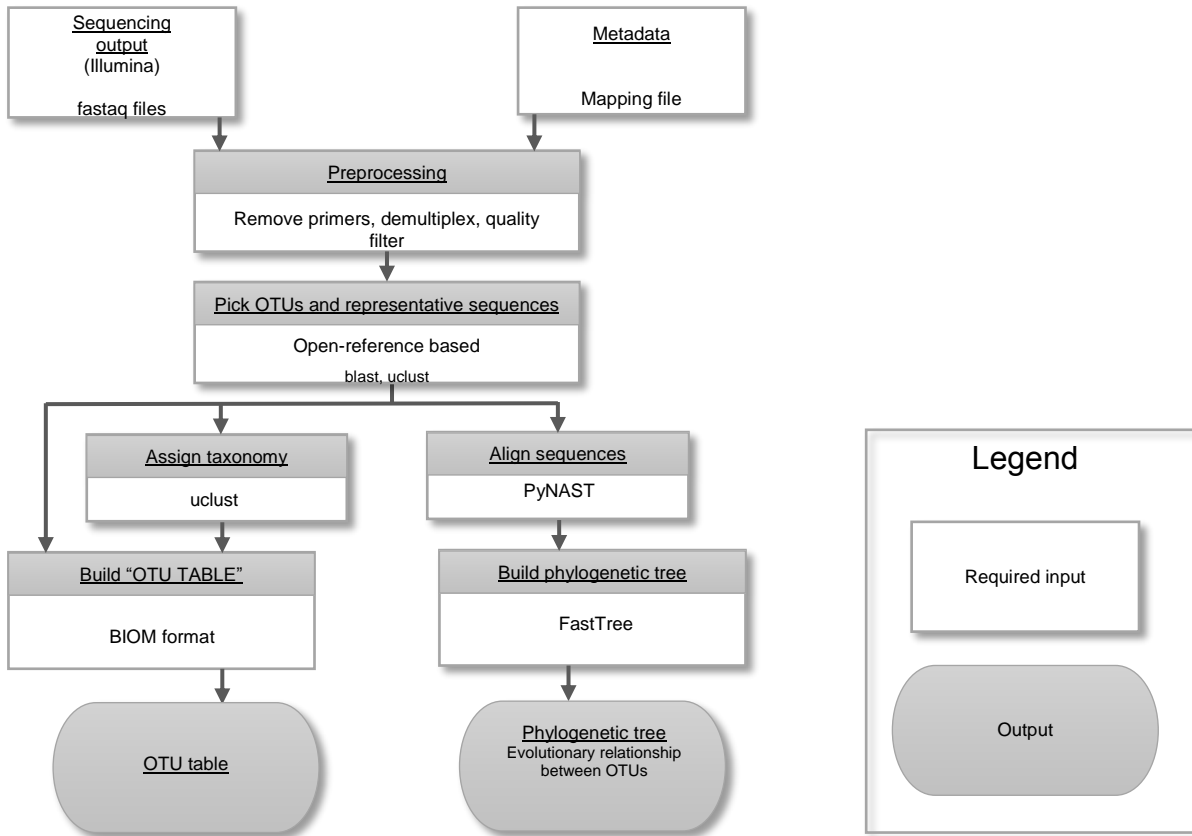 Sequencing
output
(Illumina)
fastaq files
Metadata
Mapping file
Preprocessing
Remove primers, demultiplex, quality
filter
Pick OTUs and representative sequences
Open-reference based
blast, uclust
Assign taxonomy
uclust
Align sequences
PyNAST
Build “OTU TABLE”
BIOM format
Build phylogenetic tree
FastTree
OTU table
Phylogenetic tree
Evolutionary relationship
between OTUs
Legend
Required input
Output